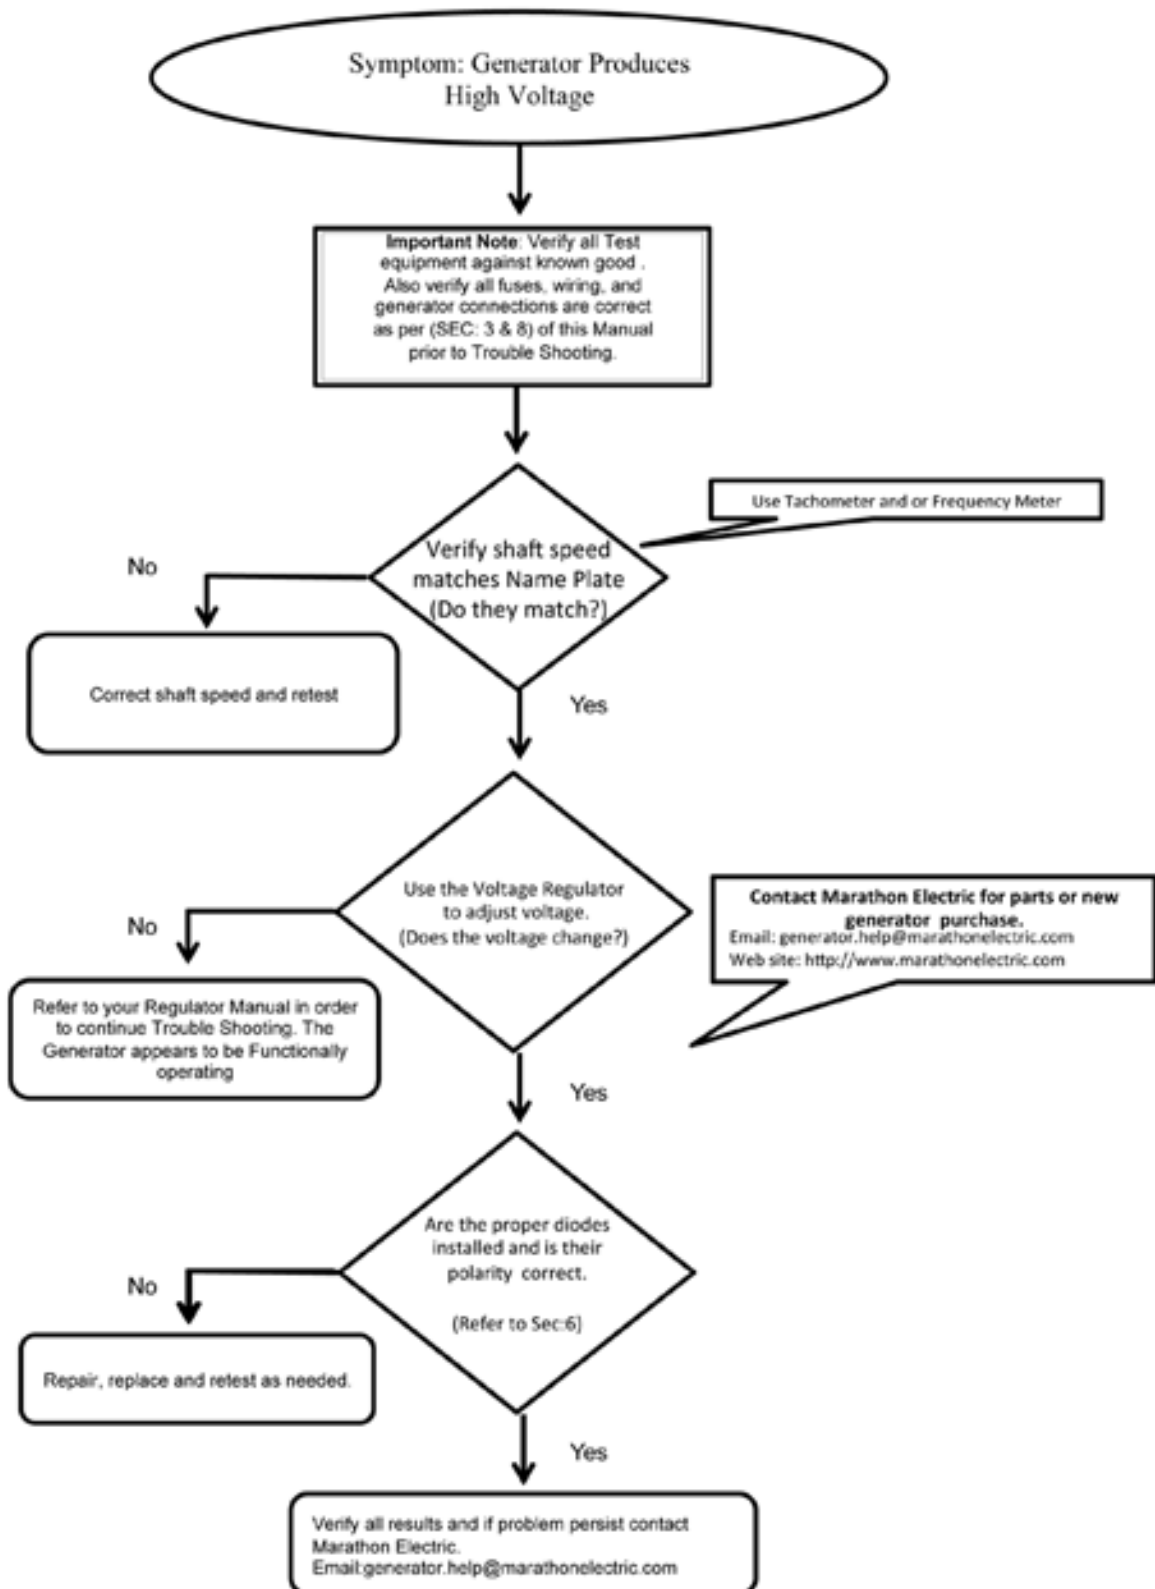 Symptom: Generator Produces
High Voltage
Important Note: Verify all Test
equipment against known good .
Also verify all fuses, wiring, and
generator connections are correct
as per (SEC: 3 & 8) of this Manual
prior to Trouble Shooting.
Use Tachometer and or Frequency Meter
Verify shaft speed
matches Name Plate
(Do they match?)
No
Correct shaft speed and retest
Yes
Use the Voltage Regulator
to adjust voltage.
(Does the voltage change?)
Contact Marathon Electric for parts or new
generator purchase.
Email: generator.help@marathonelectric.com
Web site: http://www.marathonelectric.com
No
Refer to your Regulator Manual in order
to continue Trouble Shooting. The
Generator appears to be Functionally
operating
Yes
Are the proper diodes
installed and is their
polarity correct.
(Refer to Sec:6)
No
Repair, replace and retest as needed.
Yes
Verify all results and if problem persist contact
Marathon Electric.
Email:generator.help@marathonelectric.com